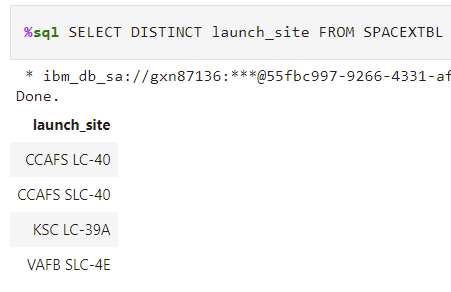 %sql SELECT DISTINCT launch_site FROM SPACEXTBL
* ibm_db_sa://gxn87136:***@55fbc997-9266-4331-af
Done.
launch_site
CCAFS LC-40
CCAFS SLC-40
KSC LC-39A
VAFB SLC-4E